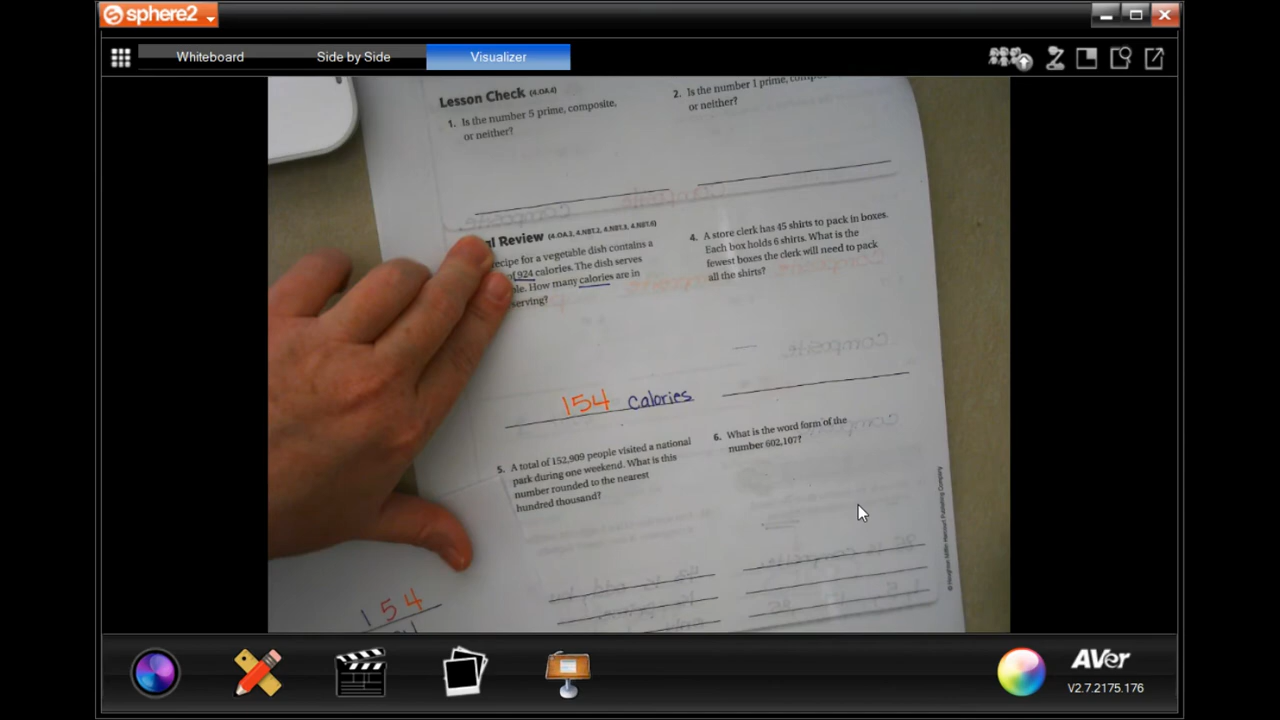 sphere2
Whiteboard
Side by Side
Visualizer
Lesson Check (4.OA.4)
1. Is the number 5 prime, composite,
or neither?
2. Is the number 1 prime,
or neither?
composite
Review (4.OA.3, 4.NBT.2, 4.NBT.3, 4.NBT.6)
recipe for a vegetable dish contains a
of 924 calories. The dish serves
How many calories are in
serving?
154 Calories
4. A store clerk has 45 shirts to pack in boxes.
Each box holds 6 shirts. What is the
fewest boxes the clerk will need to pack
all the shirts?
5. A total of 152,909 people visited a national
park during one weekend. What is this
number rounded to the nearest
hundred thousand?
6. What is the word form of the
number 602,107?
© Houghton Mifflin Harcourt Publishing Company
154
AVer
V2.7.2175.176